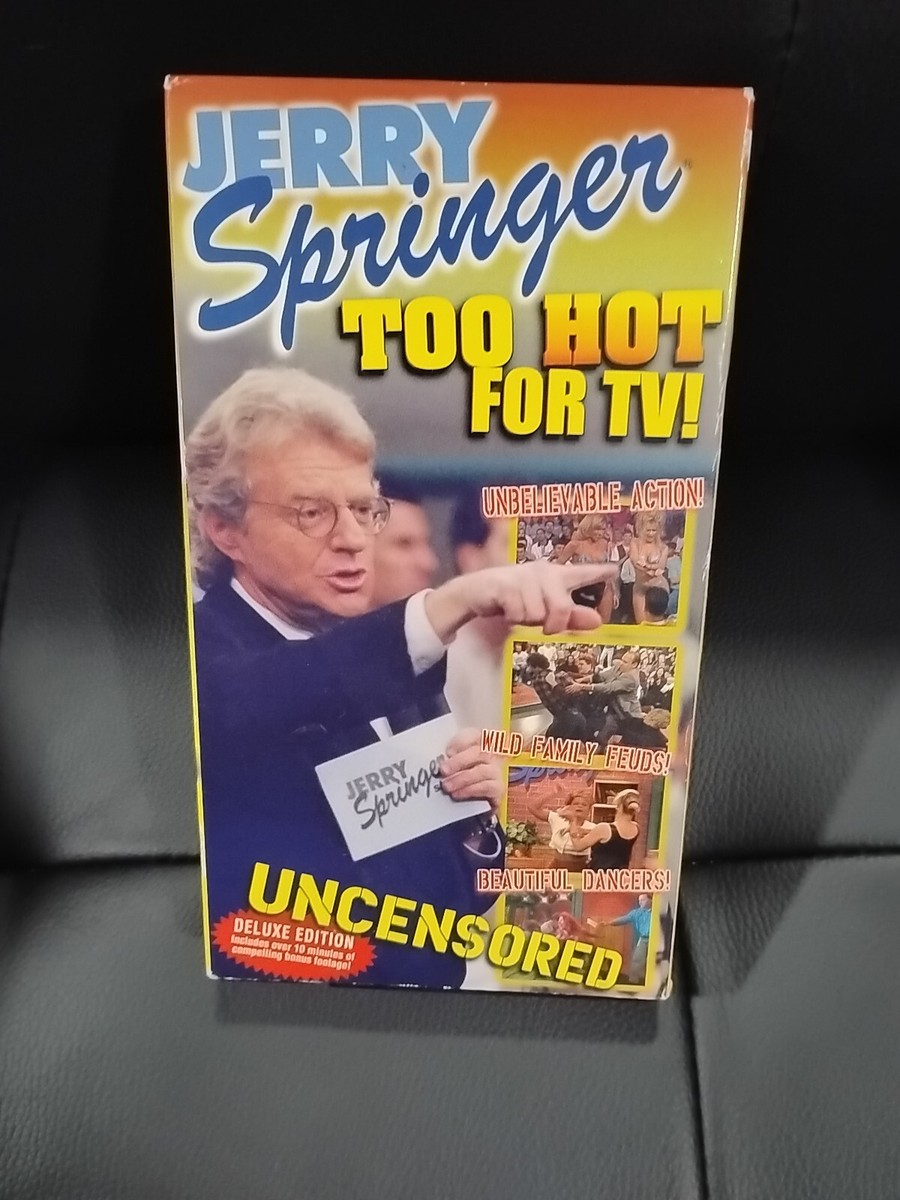 JERRY
Springer
TOO HOT
FOR TV!
UNBELIEVABLE ACTION!
WILD FAMILY FEUDS!
JERRY
Springer
BEAUTIFUL DANCERS!
UNCENSORED
DELUXE EDITION
Includes over 10 minutes of
compelling bonus footage!